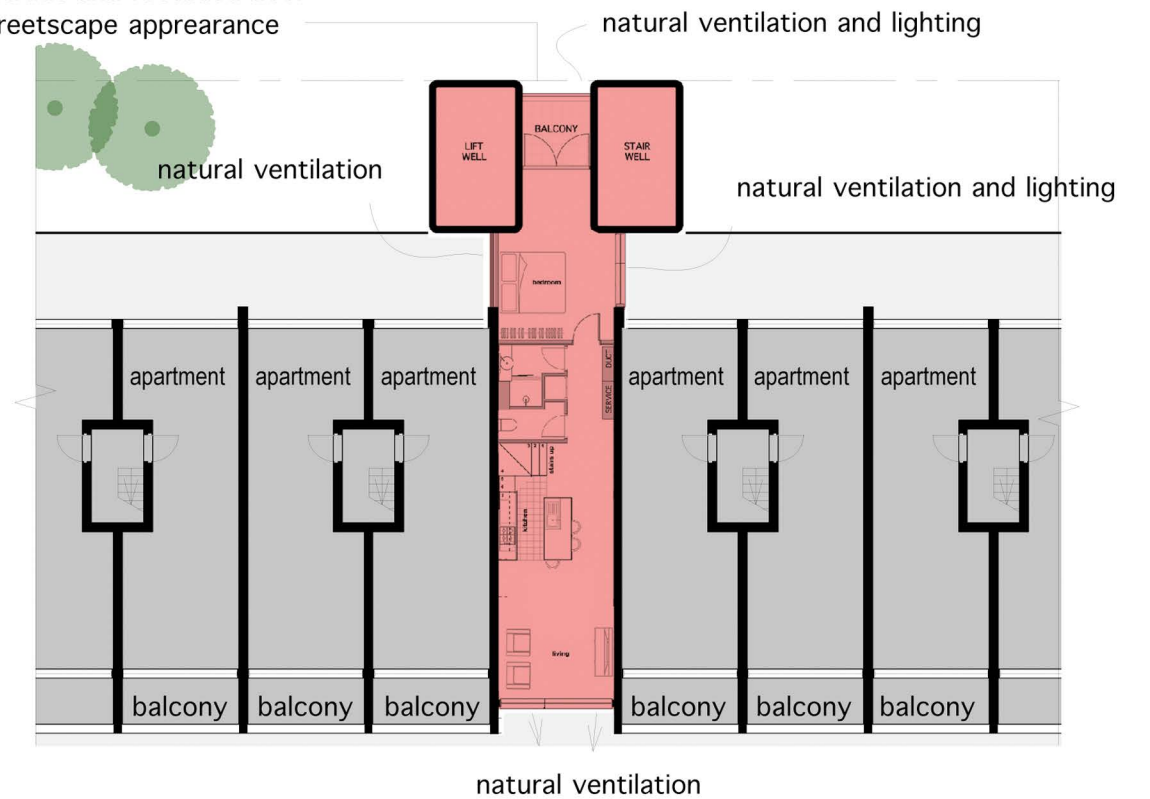 reetscape apprearance
natural ventilation and lighting
LIFT
WELL
BALCONY
STAIR
WELL
natural ventilation
natural ventilation and lighting
bedroom
apartment
apartment
apartment
DUCT
SERVICE
apartment
apartment
apartment
stairs up
kitchen
living
balcony
balcony
balcony
balcony
balcony
balcony
natural ventilation